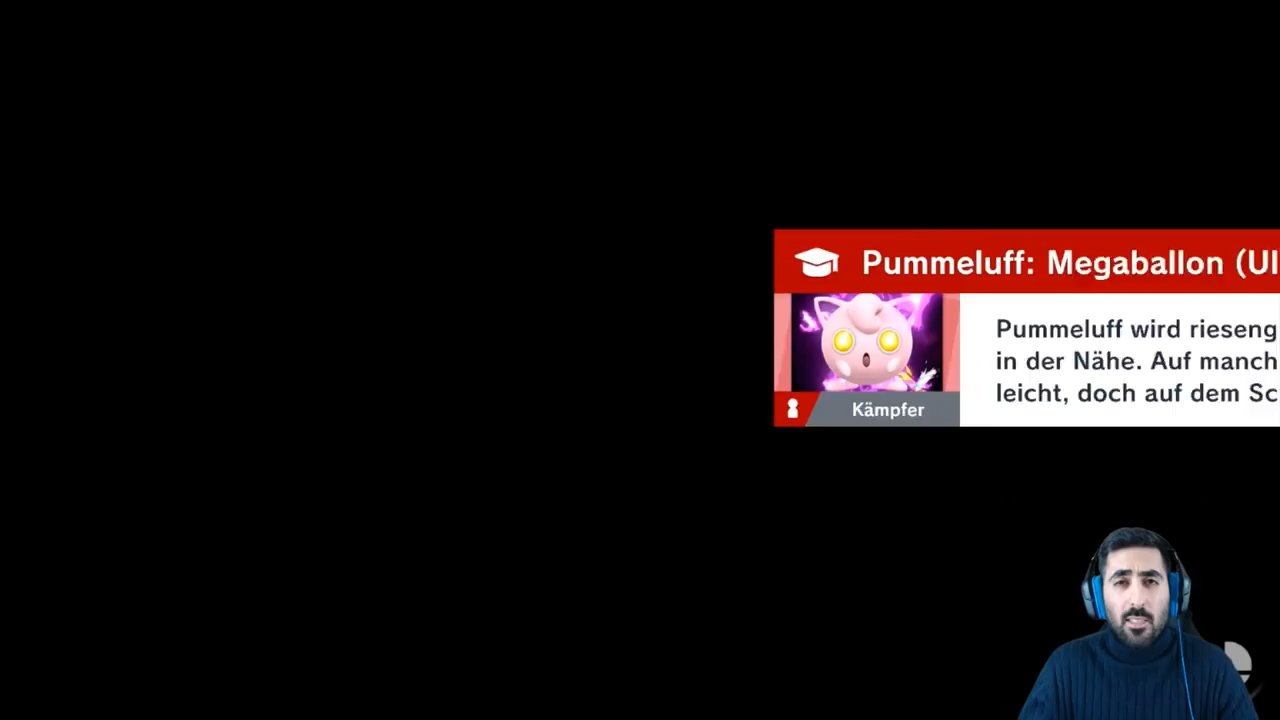 Pummeluff: Megaballon (Ul
Pummeluff wird rieseng
in der Nähe. Auf manch
leicht, doch auf dem Sc
Kämpfer